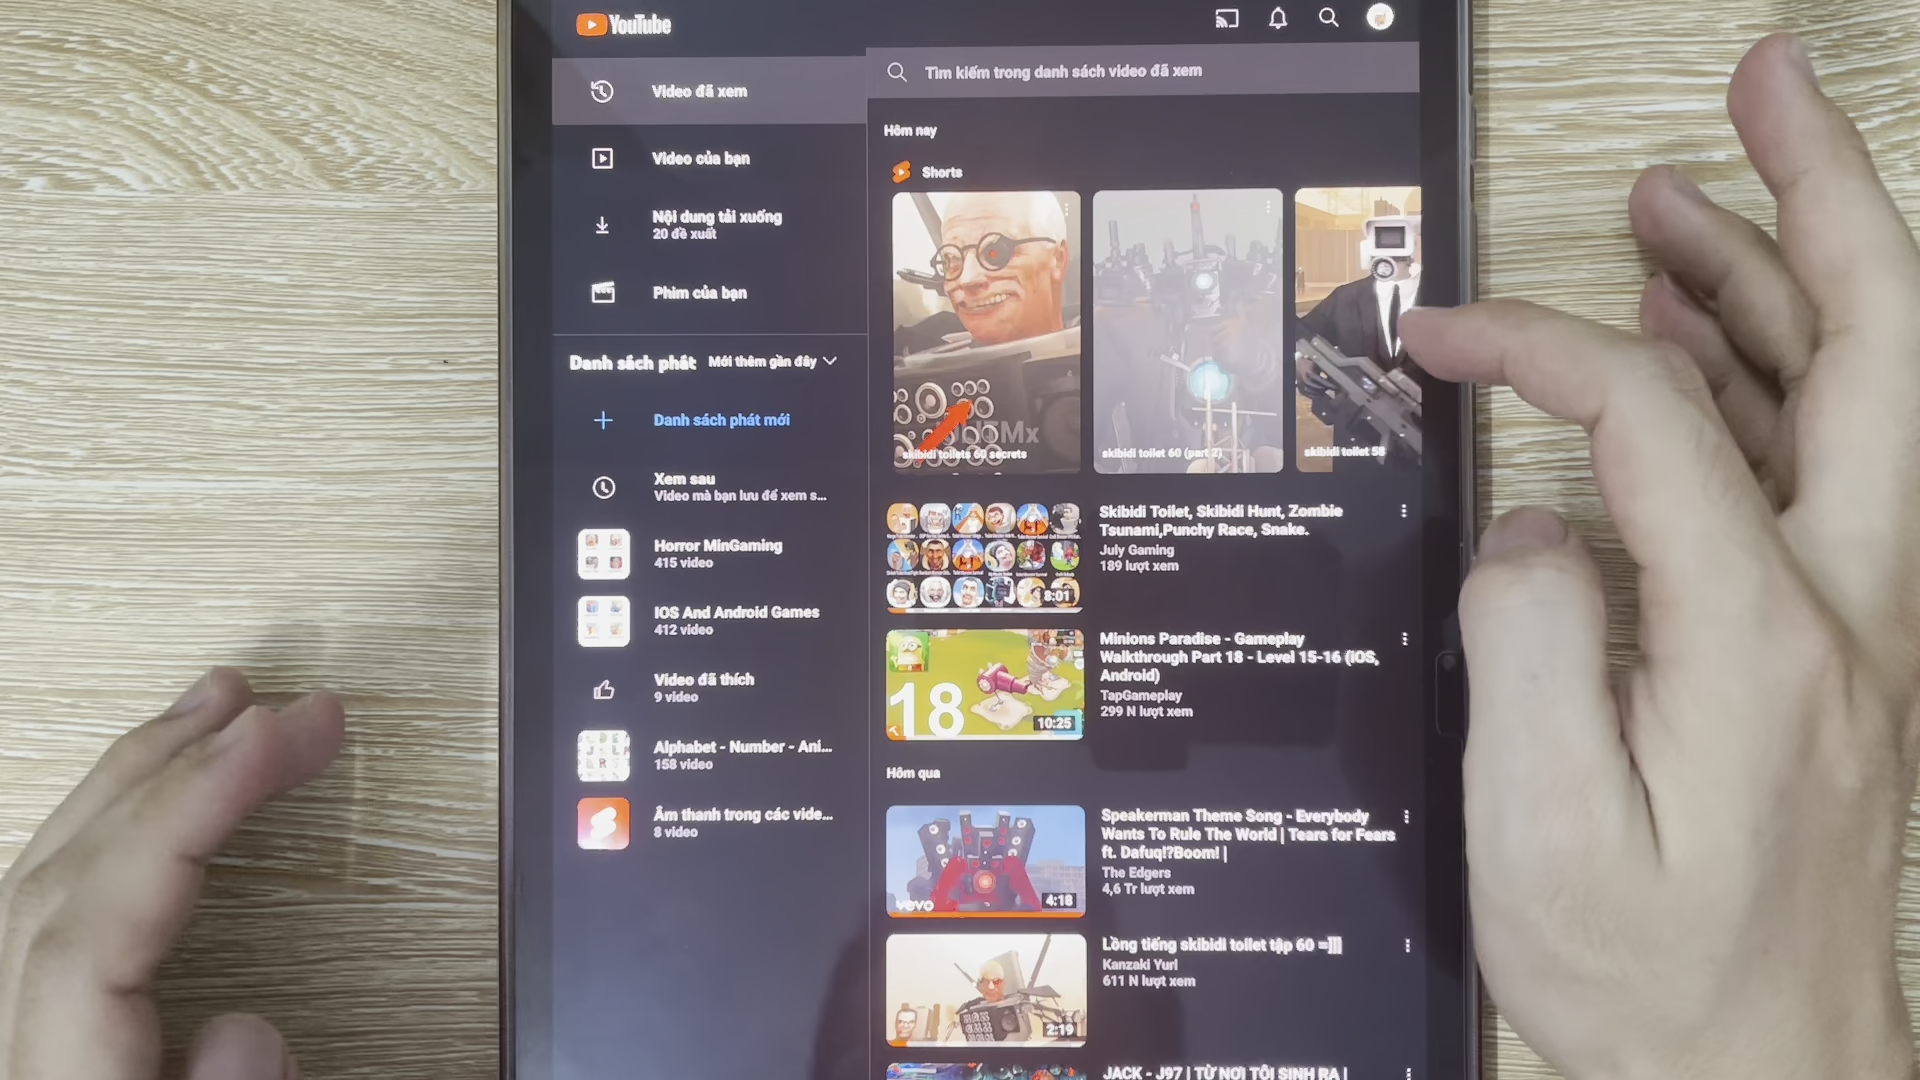 YouTube
Video đã xem
Video của bạn
Nội dung tải xuống
20 đề xuất
Phim của bạn
Danh sách phát
Mới thêm gần đây
Danh sách phát mới
Xem sau
Video mà bạn lưu để xem s...
Horror MinGaming
415 video
IOS And Android Games
412 video
Video đã thích
9 video
Alphabet - Number - Ani...
158 video
Âm thanh trong các vide...
8 video
Tìm kiếm trong danh sách video đã xem
Hôm nay
Shorts
skibidi toilets 60 secrets
skibidi toilet 60 (part 2)
skibidi toilet 58
8:01
Skibidi Toilet, Skibidi Hunt, Zombie
Tsunami,Punchy Race, Snake.
July Gaming
189 lượt xem
18
10:25
Minions Paradise - Gameplay
Walkthrough Part 18 - Level 15-16 (iOS,
Android)
TapGameplay
299 N lượt xem
Hôm qua
vevo
4:18
Speakerman Theme Song - Everybody
Wants To Rule The World | Tears for Fears
ft. Dafuq!?Boom! |
The Edgers
4,6 Tr lượt xem
2:19
Lồng tiếng skibidi toilet tập 60 =]]]
Kanzaki Yuri
611 N lượt xem
JACK - J97 | TỪ NƠI TÔI SINH RA |